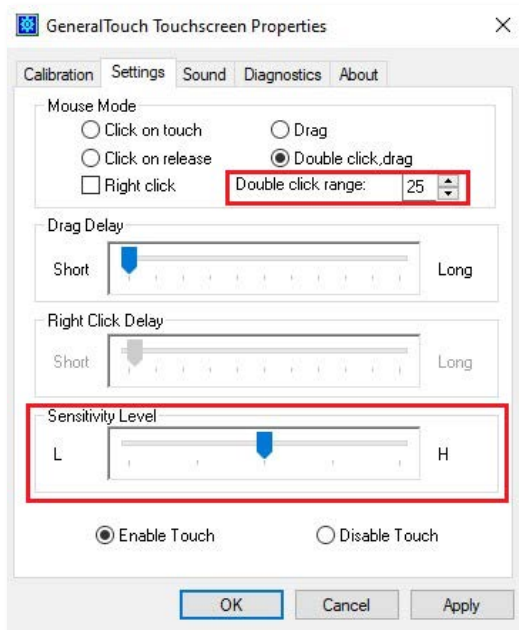 GeneralTouch Touchscreen Properties
Calibration Settings Sound Diagnostics About
Mouse Mode
Click on touch Drag
Click on release Double click,drag
Right click Double click range: 25
Drag Delay
Short Long
Right Click Delay
Short Long
Sensitivity Level
L H
Enable Touch Disable Touch
OK Cancel Apply